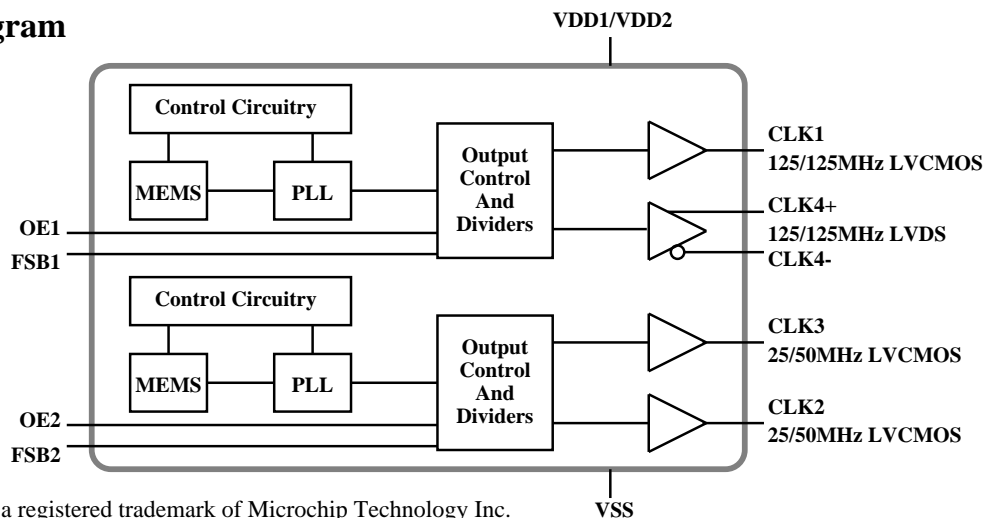 gram
VDD1/VDD2
Control Circuitry
MEMS
PLL
Output
Control
And
Dividers
CLK1
125/125MHz LVCMOS
CLK4+
125/125MHz LVDS
CLK4-
OE1
FSB1
Control Circuitry
MEMS
PLL
Output
Control
And
Dividers
CLK3
25/50MHz LVCMOS
CLK2
25/50MHz LVCMOS
OE2
FSB2
a registered trademark of Microchip Technology Inc.
VSS